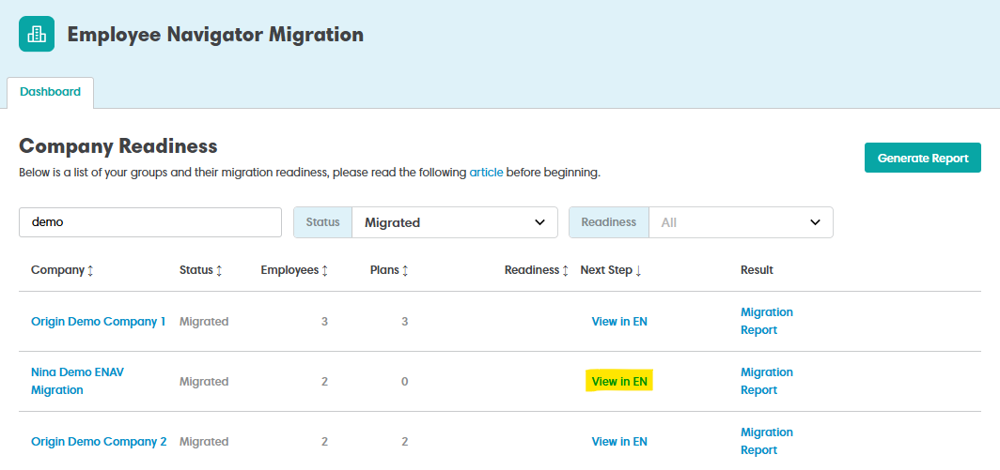 Employee Navigator Migration
Dashboard
Company Readiness
Below is a list of your groups and their migration readiness, please read the following article before beginning.
Generate Report
demo
Status Migrated
Readiness All
Company Status Employees Plans Readiness Next Step Result
Origin Demo Company 1 Migrated 3 3 View in EN Migration
Report
Nina Demo ENAV
Migration Migrated 2 0 View in EN Migration
Report
Origin Demo Company 2 Migrated 2 2 View in EN Migration
Report